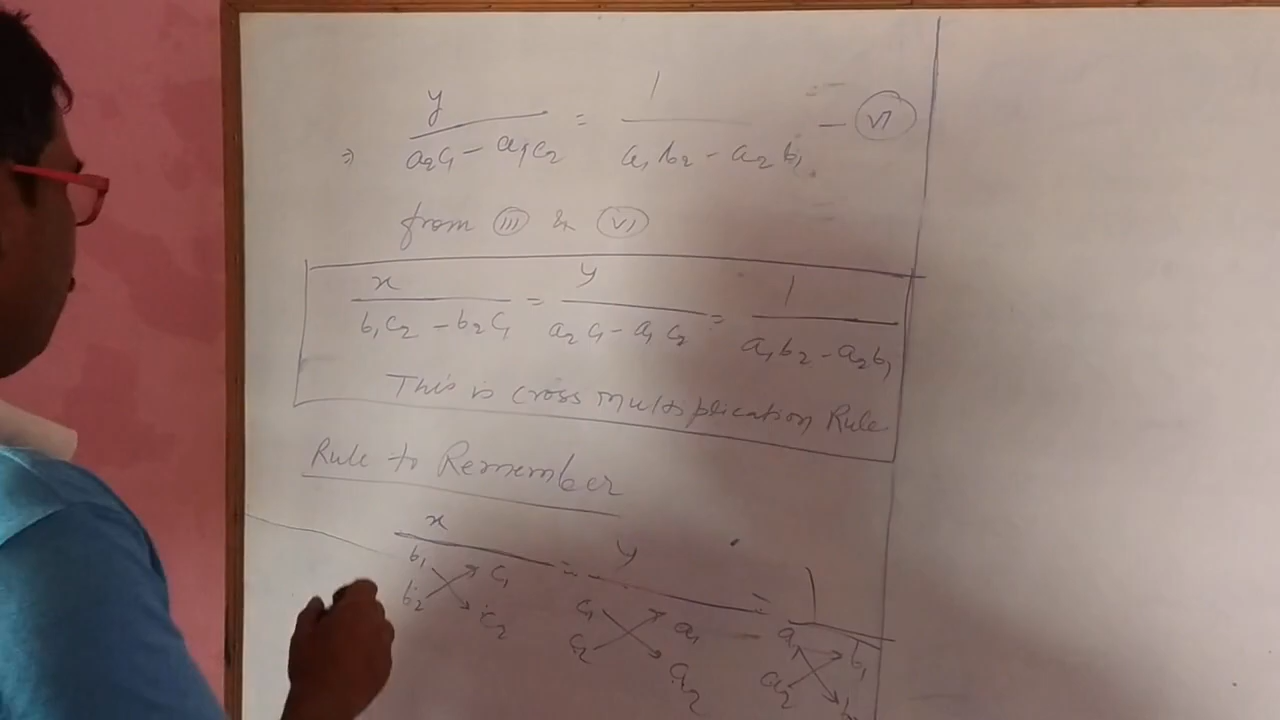 ⇒ y/(a₂c₁ − a₁c₂) = 1/(a₁b₂ − a₂b₁) — (VI)
from (III) & (VI)
x/(b₁c₂ − b₂c₁) = y/(a₂c₁ − a₁c₂) = 1/(a₁b₂ − a₂b₁)
This is cross multiplication Rule
Rule to Remember
x = y = 1
b₁ c₁ c₁ a₁ a₁ b₁
b₂ c₂ c₂ a₂ a₂